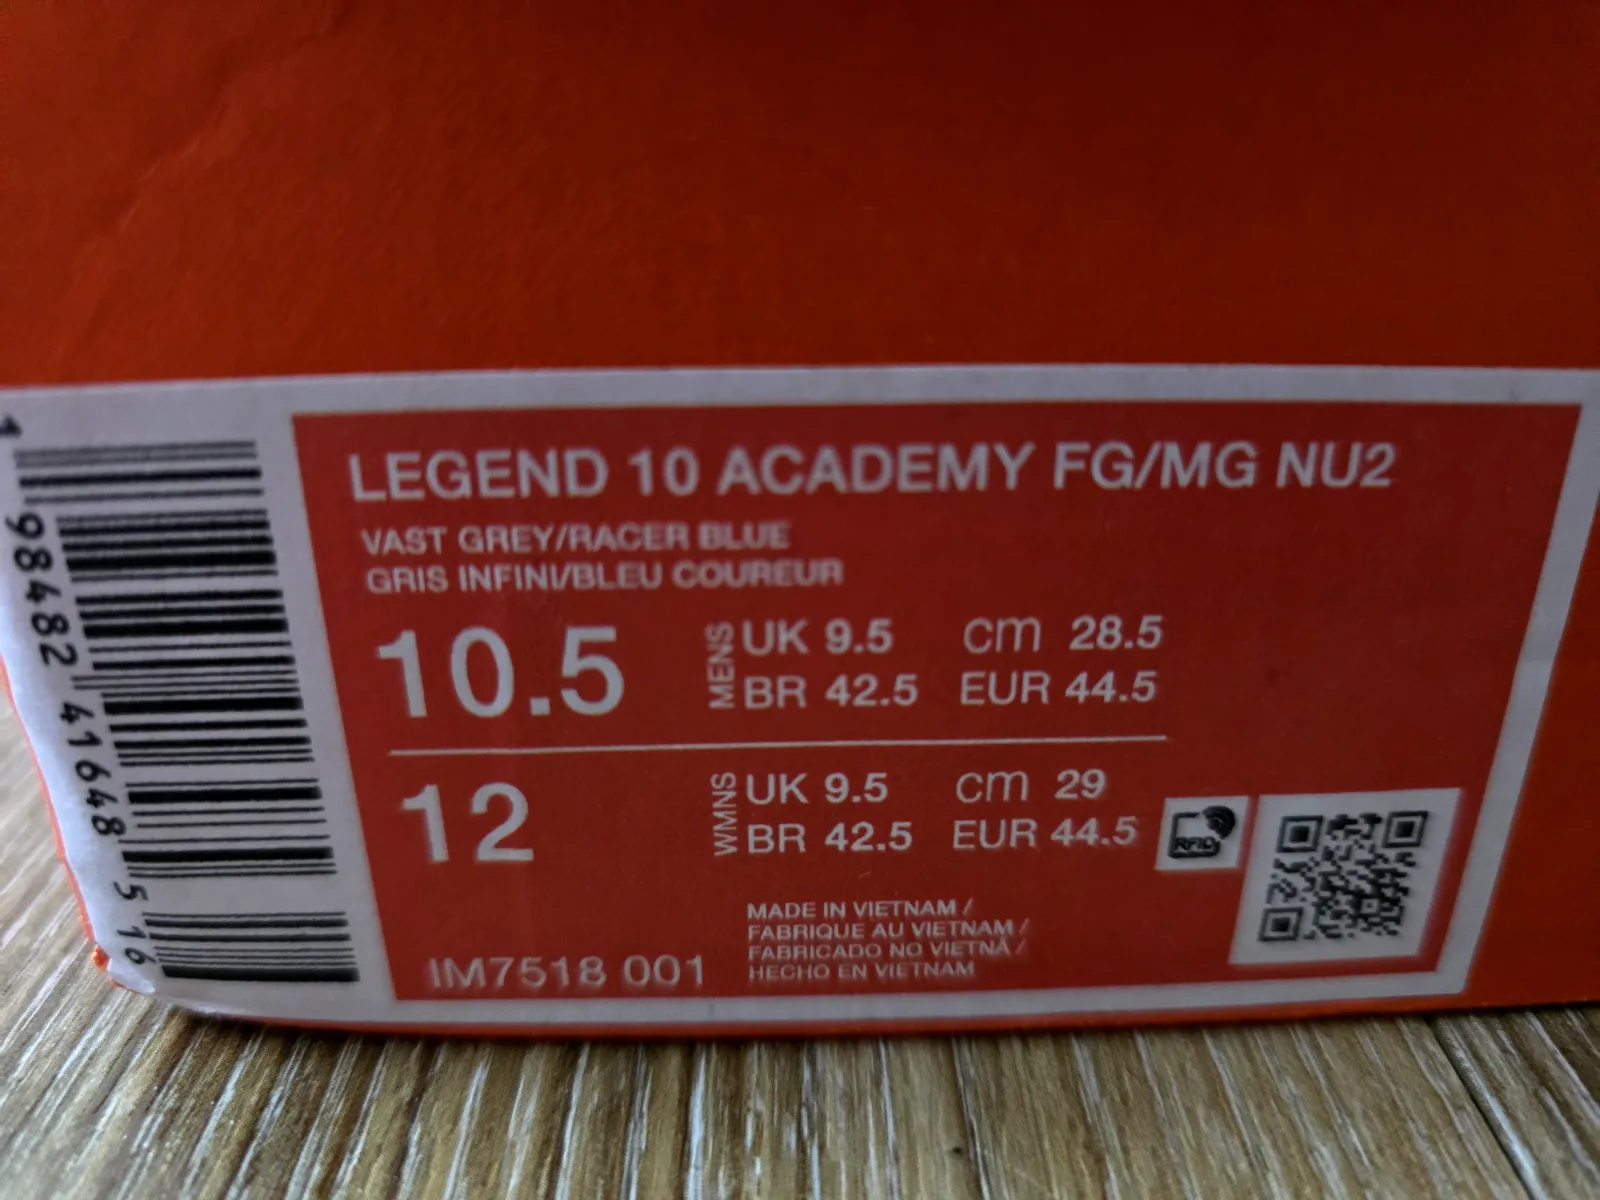 LEGEND 10 ACADEMY FG/MG NU2
VAST GREY/RACER BLUE
GRIS INFINI/BLEU COUREUR
10.5 MENS UK 9.5 cm 28.5
BR 42.5 EUR 44.5
12 WMNS UK 9.5 cm 29
BR 42.5 EUR 44.5
RFID
MADE IN VIETNAM /
FABRIQUE AU VIETNAM /
FABRICADO NO VIETNÃ /
HECHO EN VIETNAM
IM7518 001
1 98482 41648 5 16